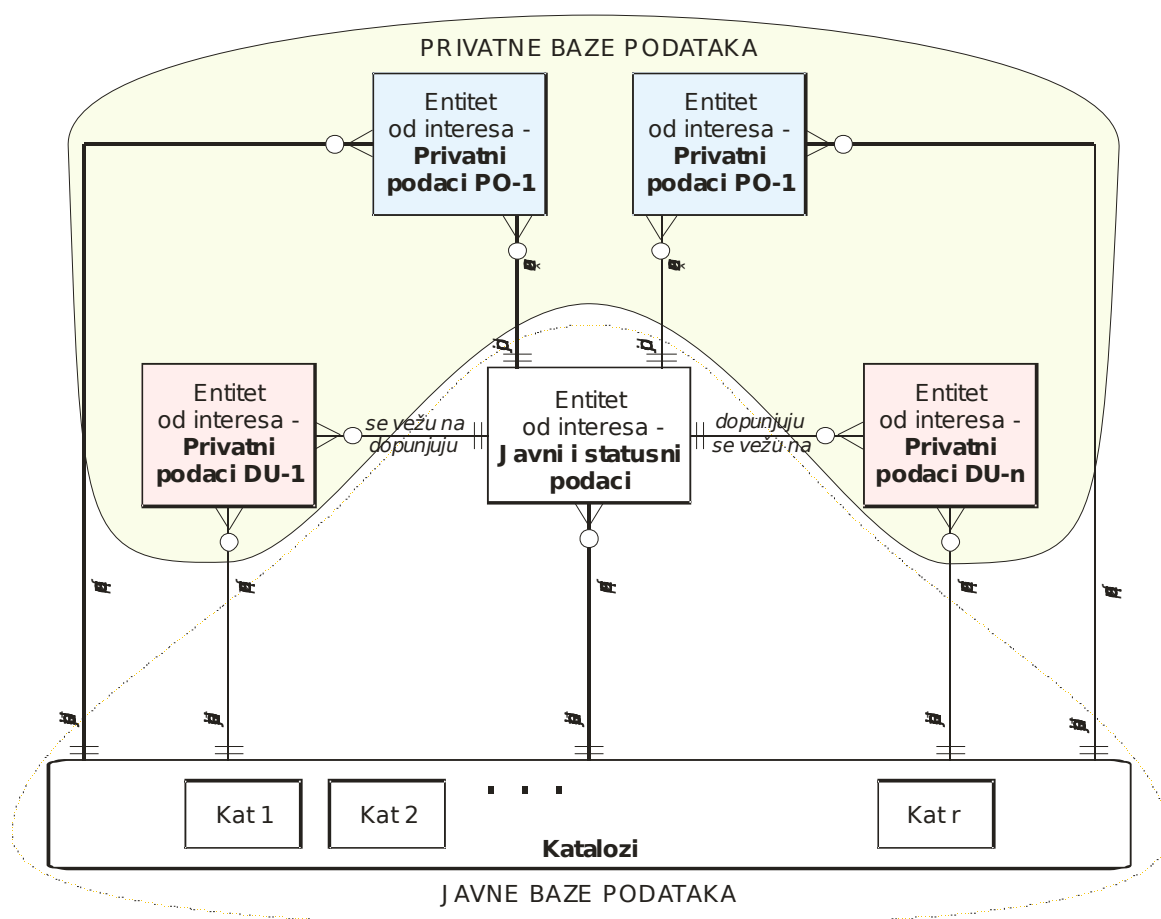 PRIVATNE BAZE PODATAKA
Entitet
od interesa -
Privatni
podaci PO-1
Entitet
od interesa -
Privatni
podaci PO-1
Entitet
od interesa -
Privatni
podaci DU-1
se vežu na
dopunjuju
Entitet
od interesa -
Javni i statusni
podaci
dopunjuju
se vežu na
Entitet
od interesa -
Privatni
podaci DU-n
Kat 1
Kat 2
. . .
Kat r
Katalozi
JAVNE BAZE PODATAKA